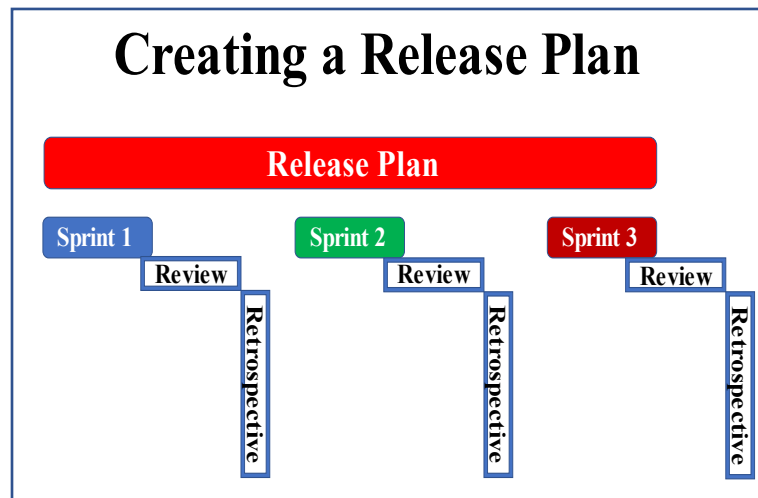 Creating a Release Plan
Release Plan
Sprint 1
Sprint 2
Sprint 3
Review
Review
Review
Retrospective
Retrospective
Retrospective